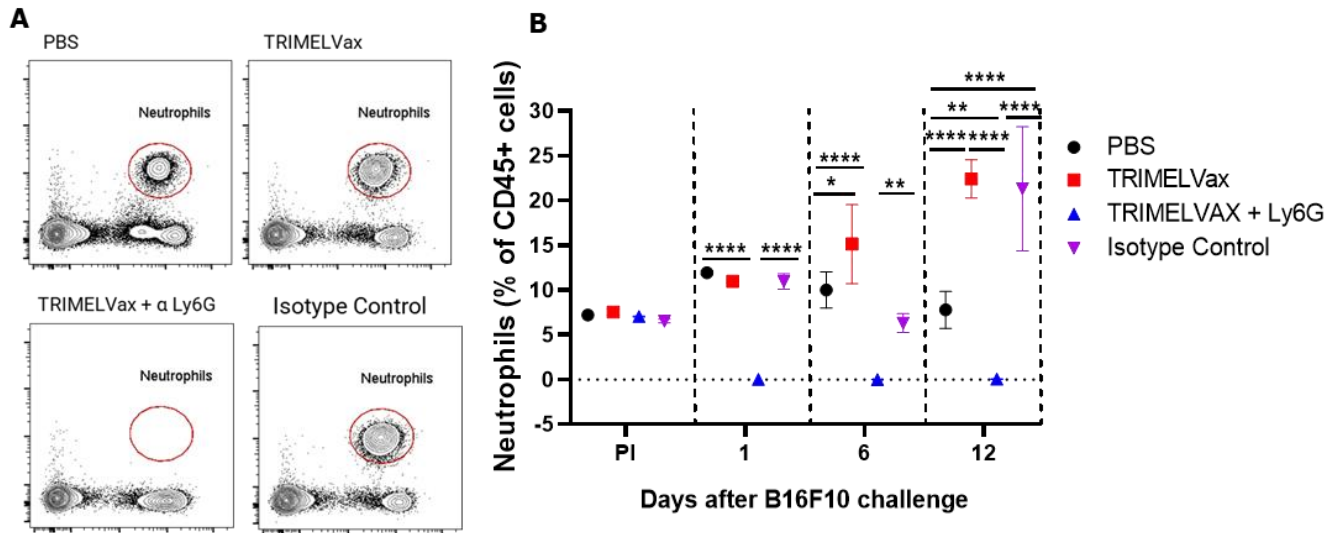 A
PBS
TRIMELVax
Neutrophils
Neutrophils
TRIMELVax + α Ly6G
Isotype Control
Neutrophils
Neutrophils
B
Neutrophils (% of CD45+ cells)
30
25
20
15
10
5
0
-5
**** ****
**** * **
**** ** **** **** ****
PI 1 6 12
Days after B16F10 challenge
PBS
TRIMELVax
TRIMELVAX + Ly6G
Isotype Control